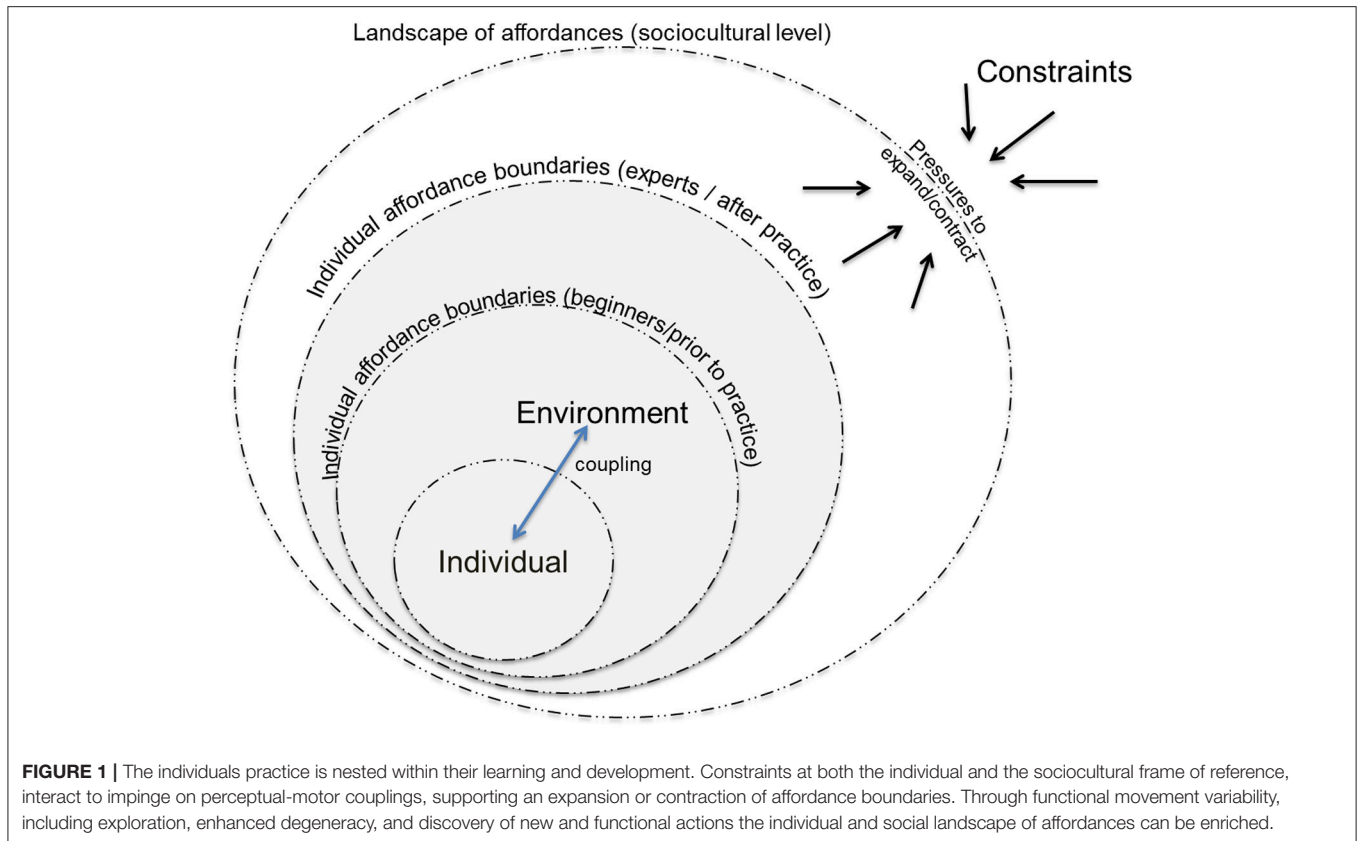 Landscape of affordances (sociocultural level)
Constraints
Pressures to
expand/contract
Individual affordance boundaries (experts / after practice)
Individual affordance boundaries (beginners/prior to practice)
Environment
coupling
Individual
FIGURE 1 | The individuals practice is nested within their learning and development. Constraints at both the individual and the sociocultural frame of reference,
interact to impinge on perceptual-motor couplings, supporting an expansion or contraction of affordance boundaries. Through functional movement variability,
including exploration, enhanced degeneracy, and discovery of new and functional actions the individual and social landscape of affordances can be enriched.